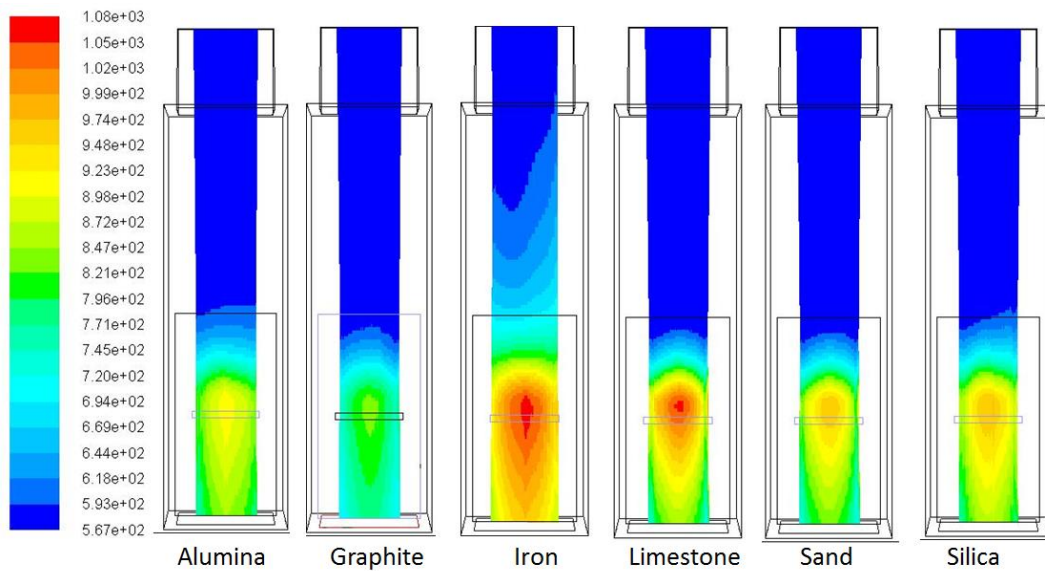 1.08e+03
1.05e+03
1.02e+03
9.99e+02
9.48e+02
9.23e+02
8.98e+02
8.72e+02
8.47e+02
8.21e+02
7.96e+02
7.71e+02
7.45e+02
7.20e+02
6.94e+02
6.69e+02
6.44e+02
6.18e+02
5.93e+02
5.67e+02
Alumina Graphite Iron Limestone Sand Silica